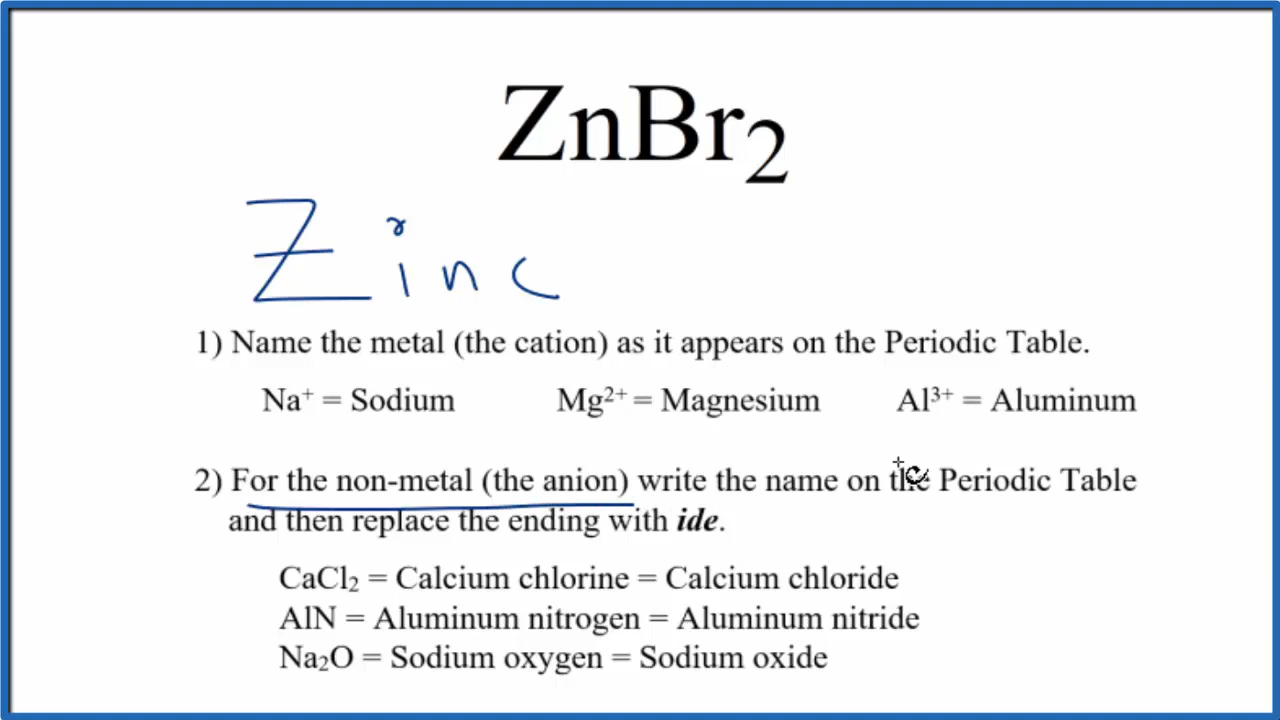 ZnBr₂
Zinc
1) Name the metal (the cation) as it appears on the Periodic Table.
Na⁺ = Sodium Mg²⁺ = Magnesium Al³⁺ = Aluminum
2) For the non-metal (the anion) write the name on the Periodic Table
and then replace the ending with ide.
CaCl₂ = Calcium chlorine = Calcium chloride
AlN = Aluminum nitrogen = Aluminum nitride
Na₂O = Sodium oxygen = Sodium oxide